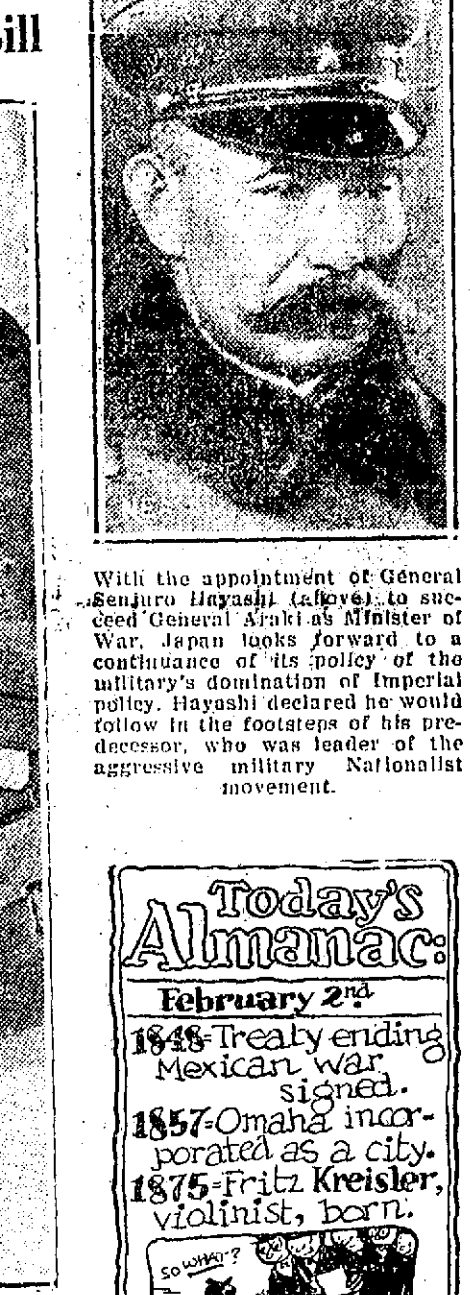 ill
With the appointment of General
Senjuro Hayashi (above) to suc-
ceed General Araki as Minister of
War, Japan looks forward to a
continuance of its policy of the
military's domination of Imperial
policy. Hayashi declared he would
follow in the footsteps of his pre-
decessor, who was leader of the
aggressive military Nationalist
movement.
Today's
Almanac:
February 2nd
1848=Treaty ending
Mexican war
signed.
1857=Omaha incor-
porated as a city.
1875=Fritz Kreisler,
violinist, born.
SO WHAT?